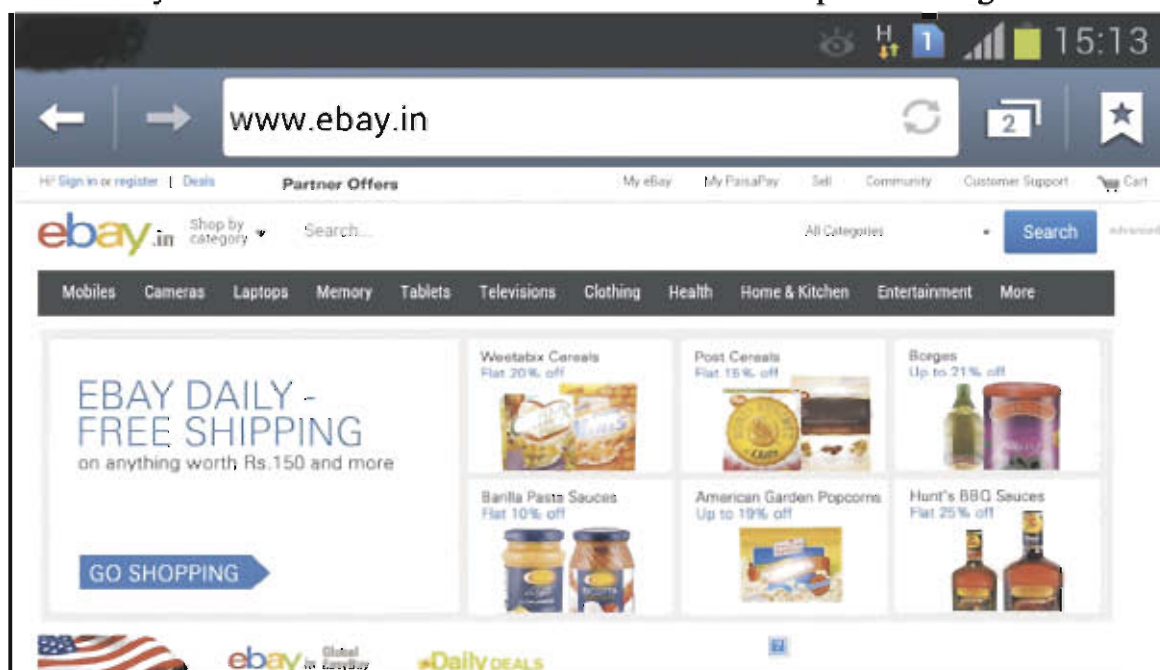 H 1 15:13
www.ebay.in 2
Hi! Sign in or register | Deals Partner Offers My eBay My PaisaPay Sell Community Customer Support Cart
ebay.in Shop by category Search... All Categories Search advanced
Mobiles Cameras Laptops Memory Tablets Televisions Clothing Health Home & Kitchen Entertainment More
EBAY DAILY -
FREE SHIPPING
on anything worth Rs.150 and more
GO SHOPPING
Weetabix Cereals
Flat 20% off
Post Cereals
Flat 15% off
Borges
Up to 21% off
Barilla Pasta Sauces
Flat 10% off
American Garden Popcorns
Up to 19% off
Hunt's BBQ Sauces
Flat 25% off
ebay.in Global
Daily DEALS